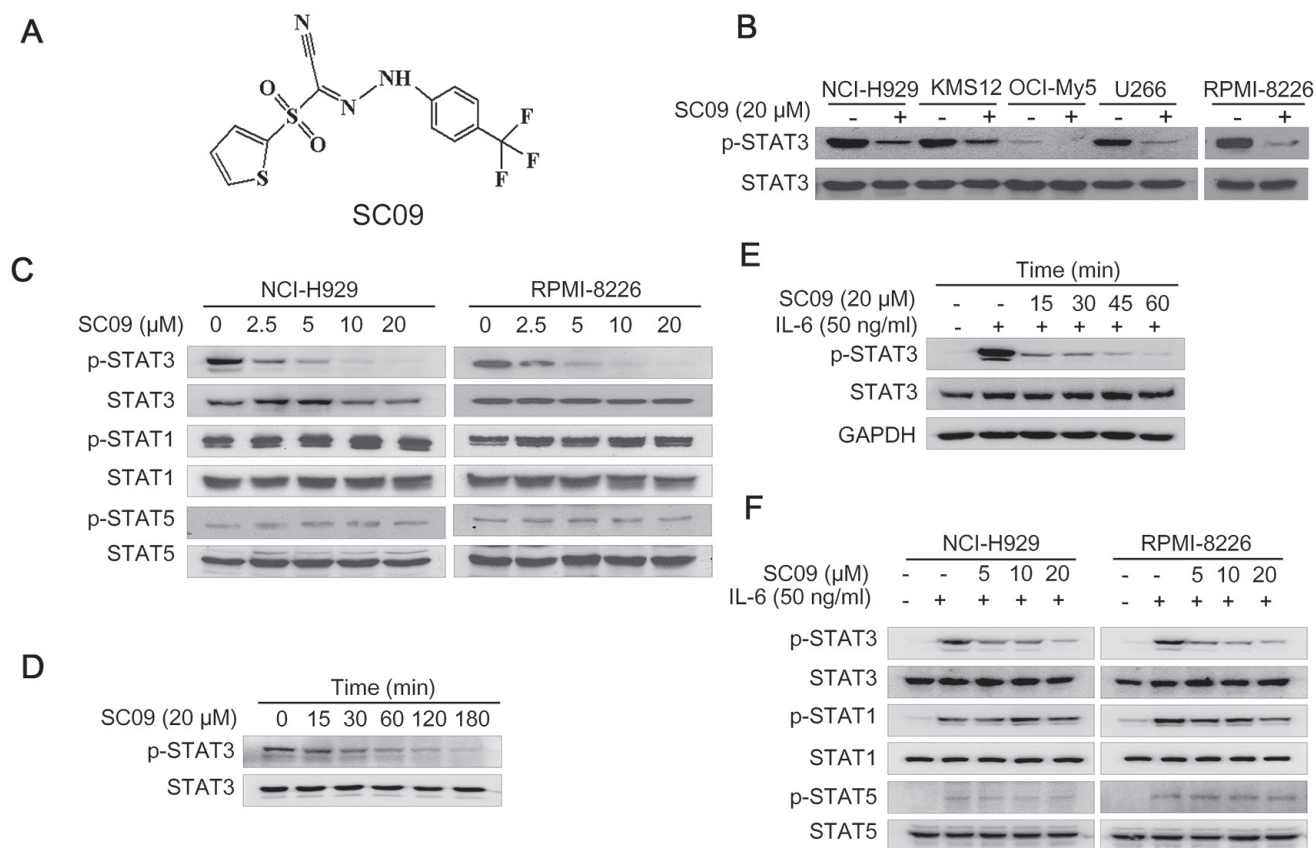 A
N
NH
N
O
S
O
S
F
F
F
SC09
B
NCI-H929 KMS12 OCI-My5 U266 RPMI-8226
SC09 (20 µM) - + - + - + - + - +
p-STAT3
STAT3
C
NCI-H929 RPMI-8226
SC09 (µM) 0 2.5 5 10 20 0 2.5 5 10 20
p-STAT3
STAT3
p-STAT1
STAT1
p-STAT5
STAT5
D
Time (min)
SC09 (20 µM) 0 15 30 60 120 180
p-STAT3
STAT3
E
Time (min)
SC09 (20 µM) - - 15 30 45 60
IL-6 (50 ng/ml) - + + + + +
p-STAT3
STAT3
GAPDH
F
NCI-H929 RPMI-8226
SC09 (µM) - - 5 10 20 - - 5 10 20
IL-6 (50 ng/ml) - + + + + - + + + +
p-STAT3
STAT3
p-STAT1
STAT1
p-STAT5
STAT5